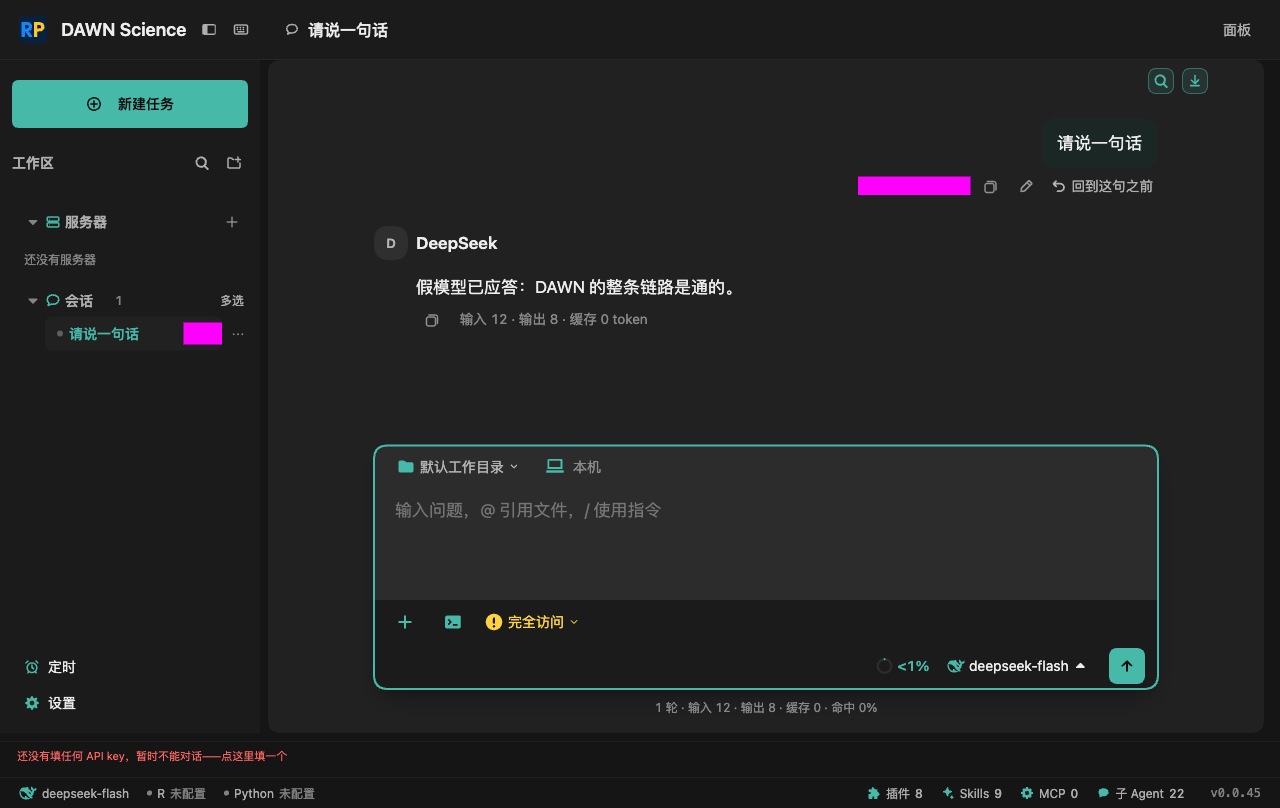 RP DAWN Science 请说一句话 面板
新建任务
请说一句话
工作区
回到这句之前
服务器
DeepSeek
还没有服务器
假模型已应答：DAWN 的整条链路是通的。
会话 1 多选
输入 12 · 输出 8 · 缓存 0 token
请说一句话
默认工作目录 本机
输入问题，@ 引用文件，/ 使用指令
完全访问
定时
<1% deepseek-flash
设置
1 轮 · 输入 12 · 输出 8 · 缓存 0 · 命中 0%
还没有填任何 API key，暂时不能对话——点这里填一个
deepseek-flash R 未配置 Python 未配置 插件 8 Skills 9 MCP 0 子 Agent 22 v0.0.45